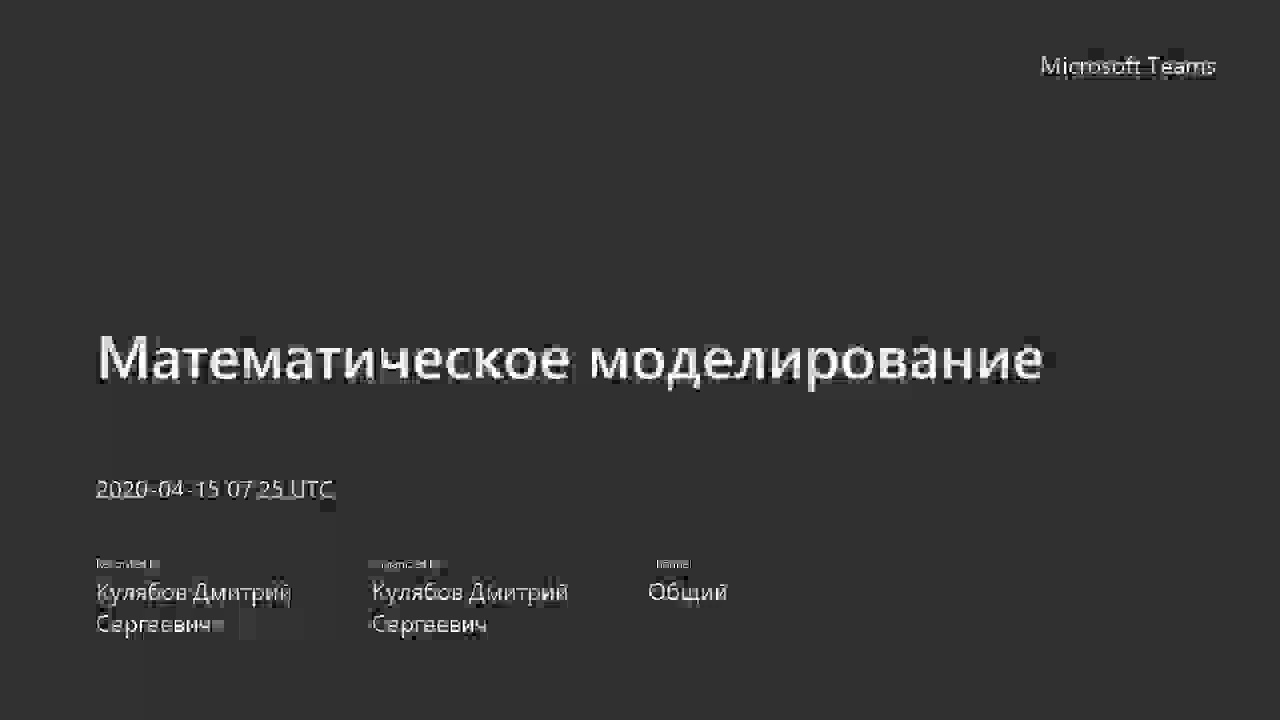 Microsoft Teams
Математическое моделирование
2020-04-15 07:25 UTC
Кулябов Дмитрий
Сергеевич
Кулябов Дмитрий
Сергеевич
Общий